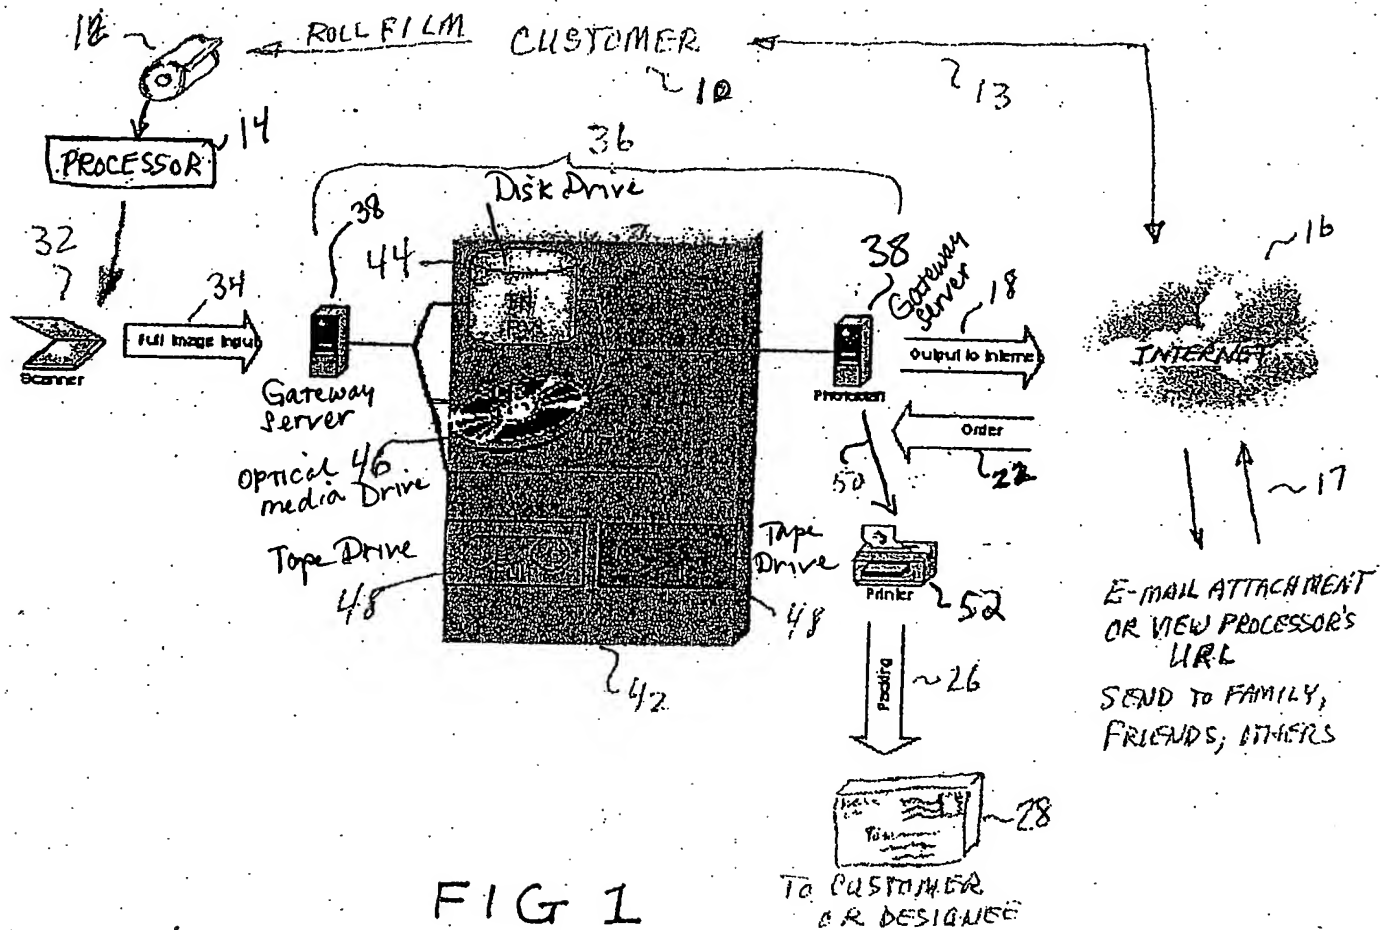 12
ROLL FILM
CUSTOMER
10
13
14
PROCESSOR
36
Disk Drive
38
32
44
38
Gateway
Server
16
34
18
Full Image Input
Output to Interne
INTERNET
Scanner
Gateway
Server
Order
50
22
17
Optical 46
media Drive
Tape Drive
Tape
Drive
48
48
Printer
52
E-MAIL ATTACHMENT
OR VIEW PROCESSOR'S
URL
SEND TO FAMILY,
FRIENDS, OTHERS
42
Packing
26
28
TO CUSTOMER
OR DESIGNEE
FIG 1